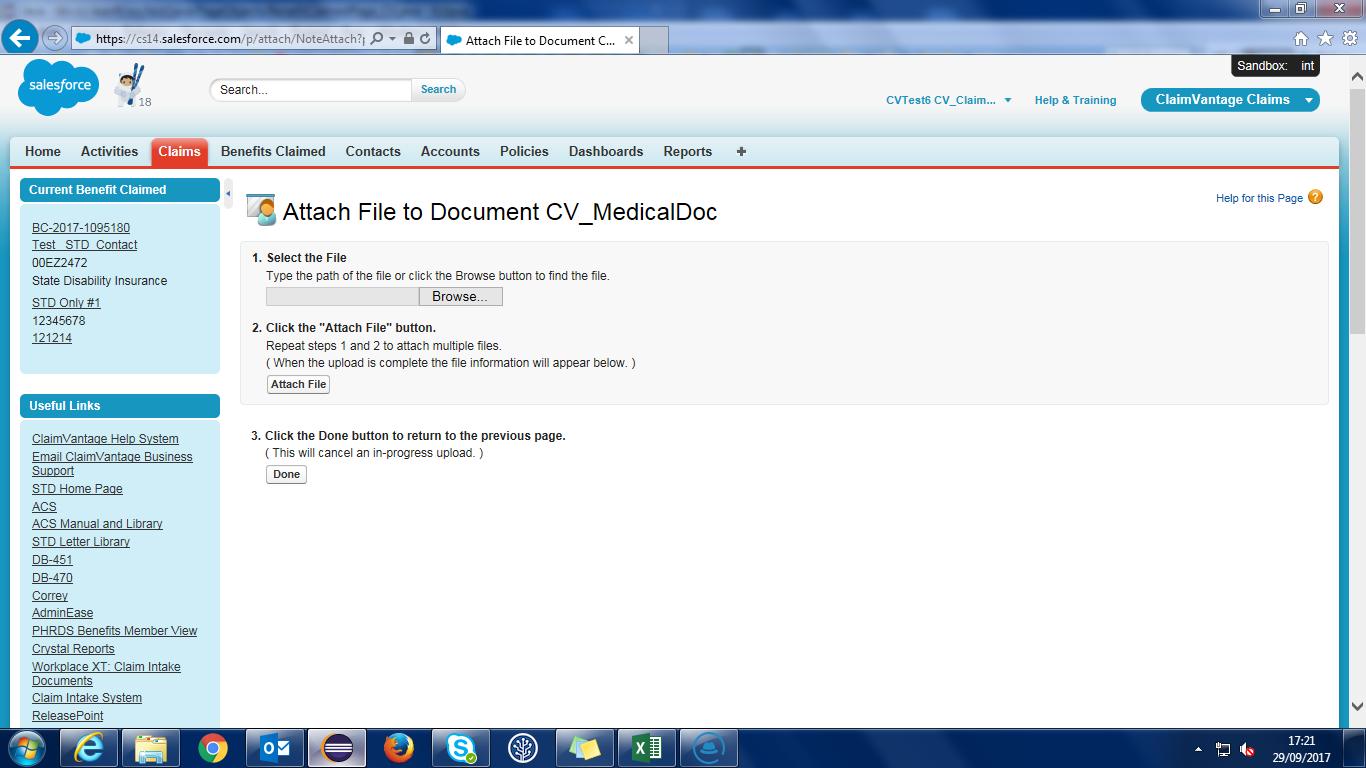 https://cs14.salesforce.com/p/attach/NoteAttach?p
Attach File to Document C...
Sandbox: int
salesforce
18
Search...
Search
CVTest6 CV_Claim...
Help & Training
ClaimVantage Claims
Home Activities Claims Benefits Claimed Contacts Accounts Policies Dashboards Reports +
Current Benefit Claimed
BC-2017-1095180
Test_ STD_Contact
00EZ2472
State Disability Insurance
STD Only #1
12345678
121214
Useful Links
ClaimVantage Help System
Email ClaimVantage Business
Support
STD Home Page
ACS
ACS Manual and Library
STD Letter Library
DB-451
DB-470
Correy
AdminEase
PHRDS Benefits Member View
Crystal Reports
Workplace XT: Claim Intake
Documents
Claim Intake System
ReleasePoint
Attach File to Document CV_MedicalDoc
Help for this Page ?
1. Select the File
Type the path of the file or click the Browse button to find the file.
Browse...
2. Click the "Attach File" button.
Repeat steps 1 and 2 to attach multiple files.
( When the upload is complete the file information will appear below. )
Attach File
3. Click the Done button to return to the previous page.
( This will cancel an in-progress upload. )
Done
17:21
29/09/2017